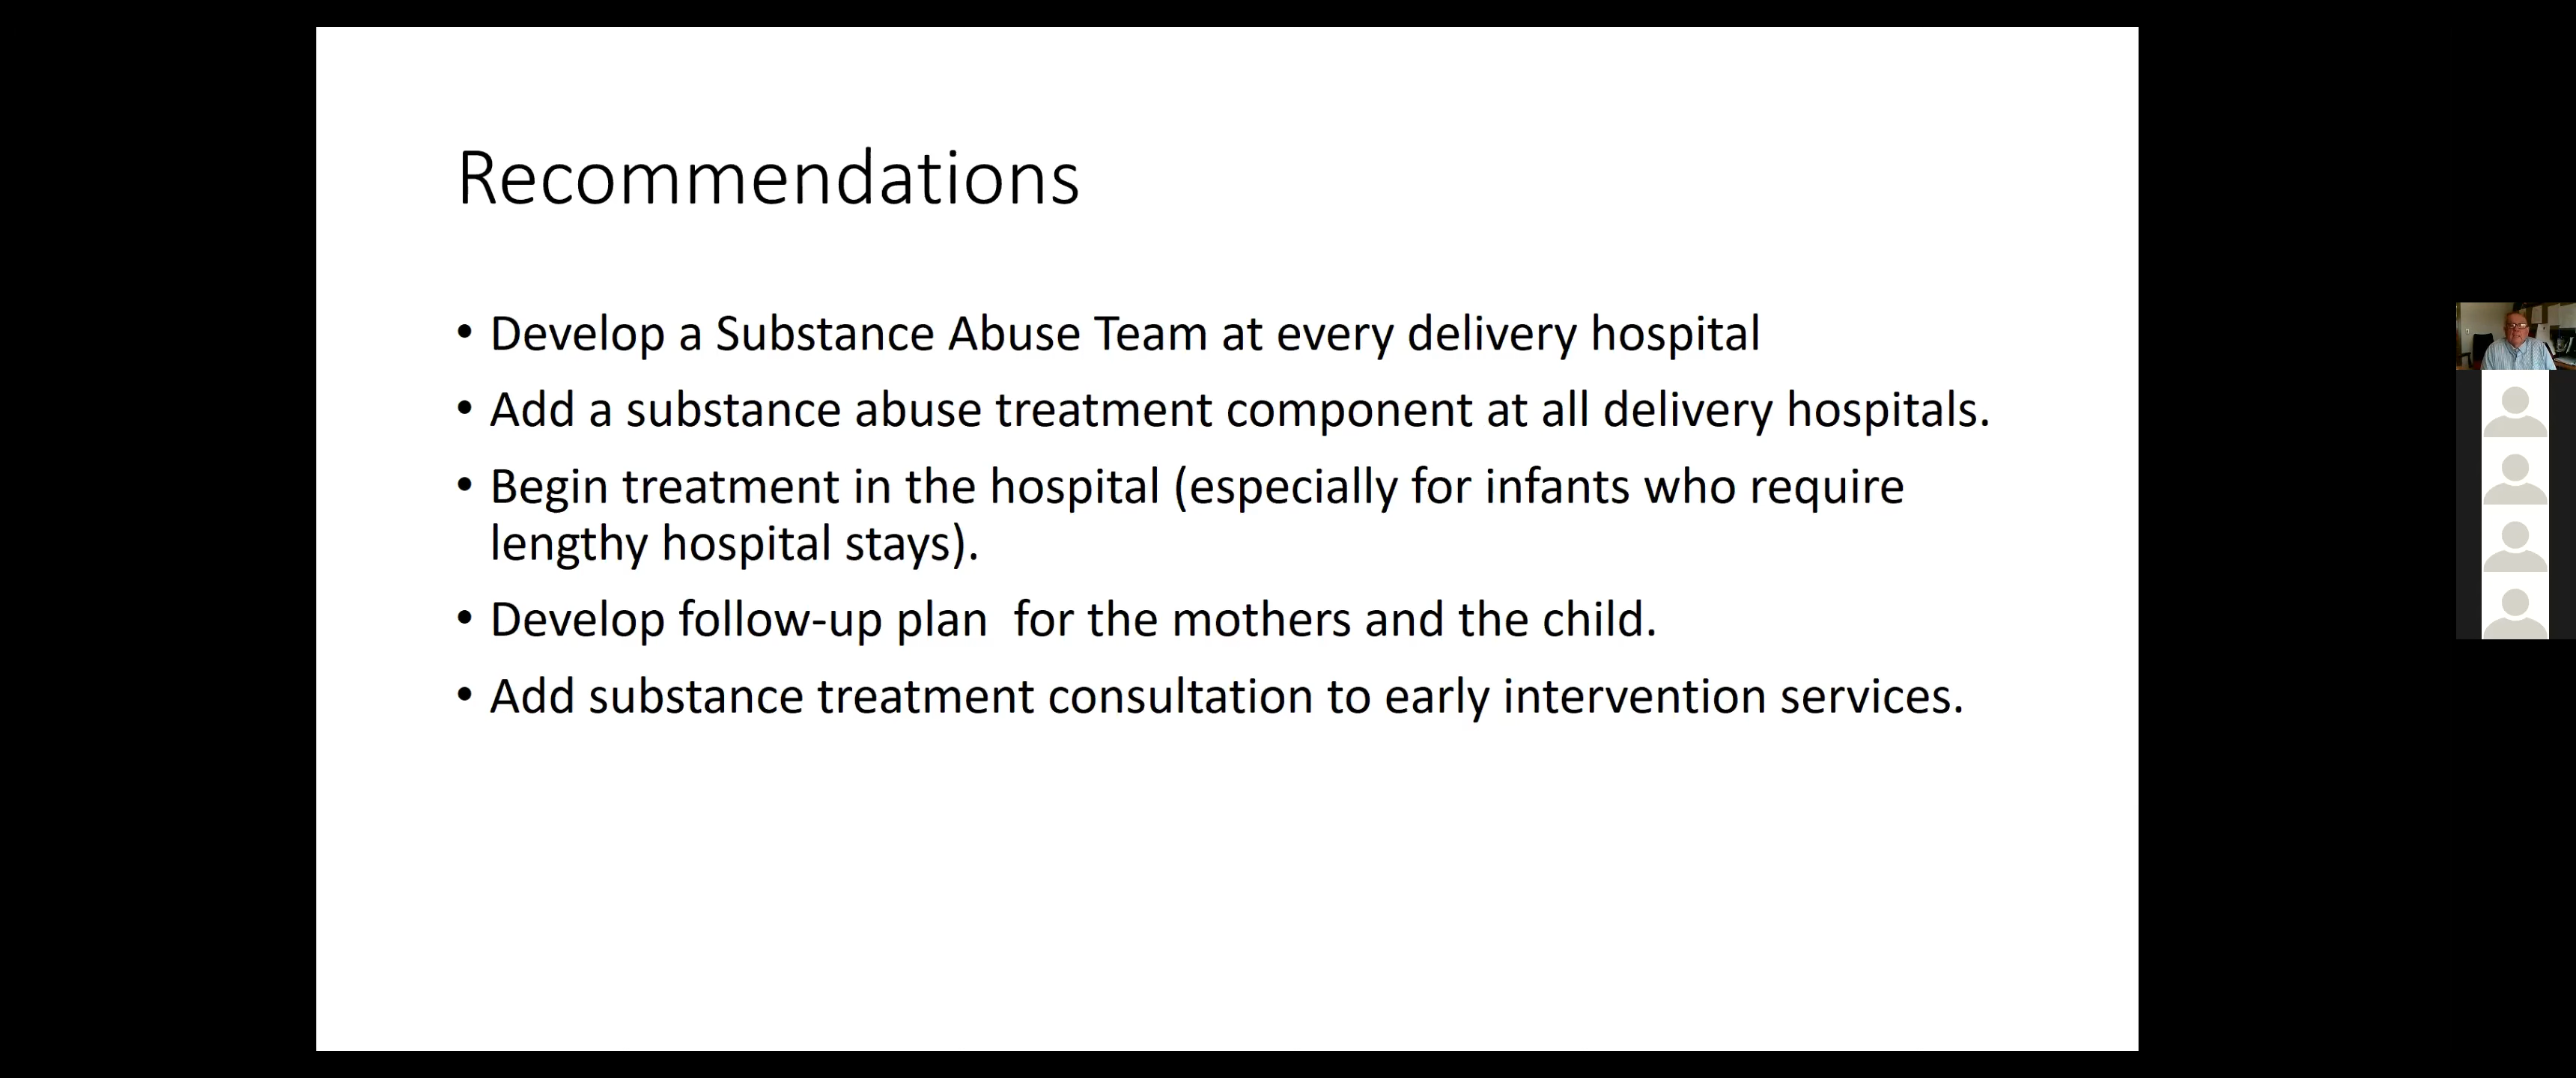 Recommendations
• Develop a Substance Abuse Team at every delivery hospital
• Add a substance abuse treatment component at all delivery hospitals.
• Begin treatment in the hospital (especially for infants who require
lengthy hospital stays).
• Develop follow-up plan  for the mothers and the child.
• Add substance treatment consultation to early intervention services.